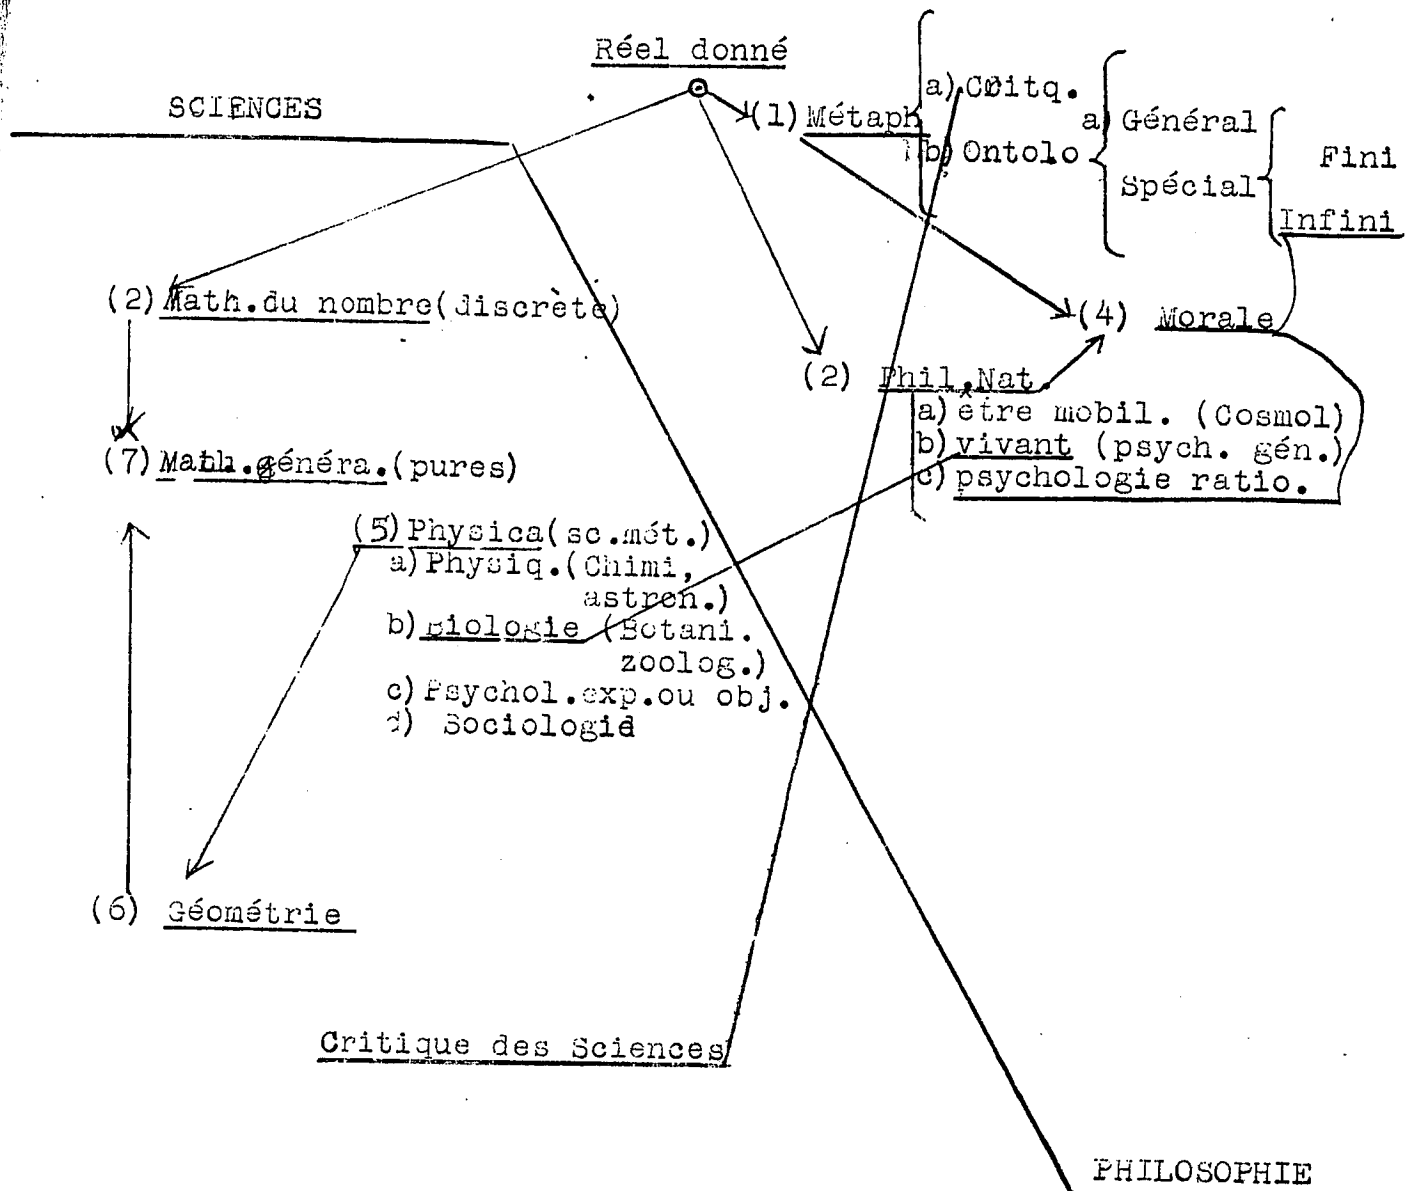 Réel donné
SCIENCES
(1) Métaph
a) Critq.
b) Ontolo
a) Général
Spécial
Fini
Infini
(2) Math.du nombre(discrète)
(4) Morale
(2) Phil.Nat.
a) être mobil. (Cosmol)
b) vivant (psych. gén.)
c) psychologie ratio.
(7) Math.généra.(pures)
(5) Physica(sc.mét.)
a) Physiq.(Chimi,
astron.)
b) Biologie (Botani.
zoolog.)
c) Psychol.exp.ou obj.
d) Sociologie
(6) Géométrie
Critique des Sciences
PHILOSOPHIE